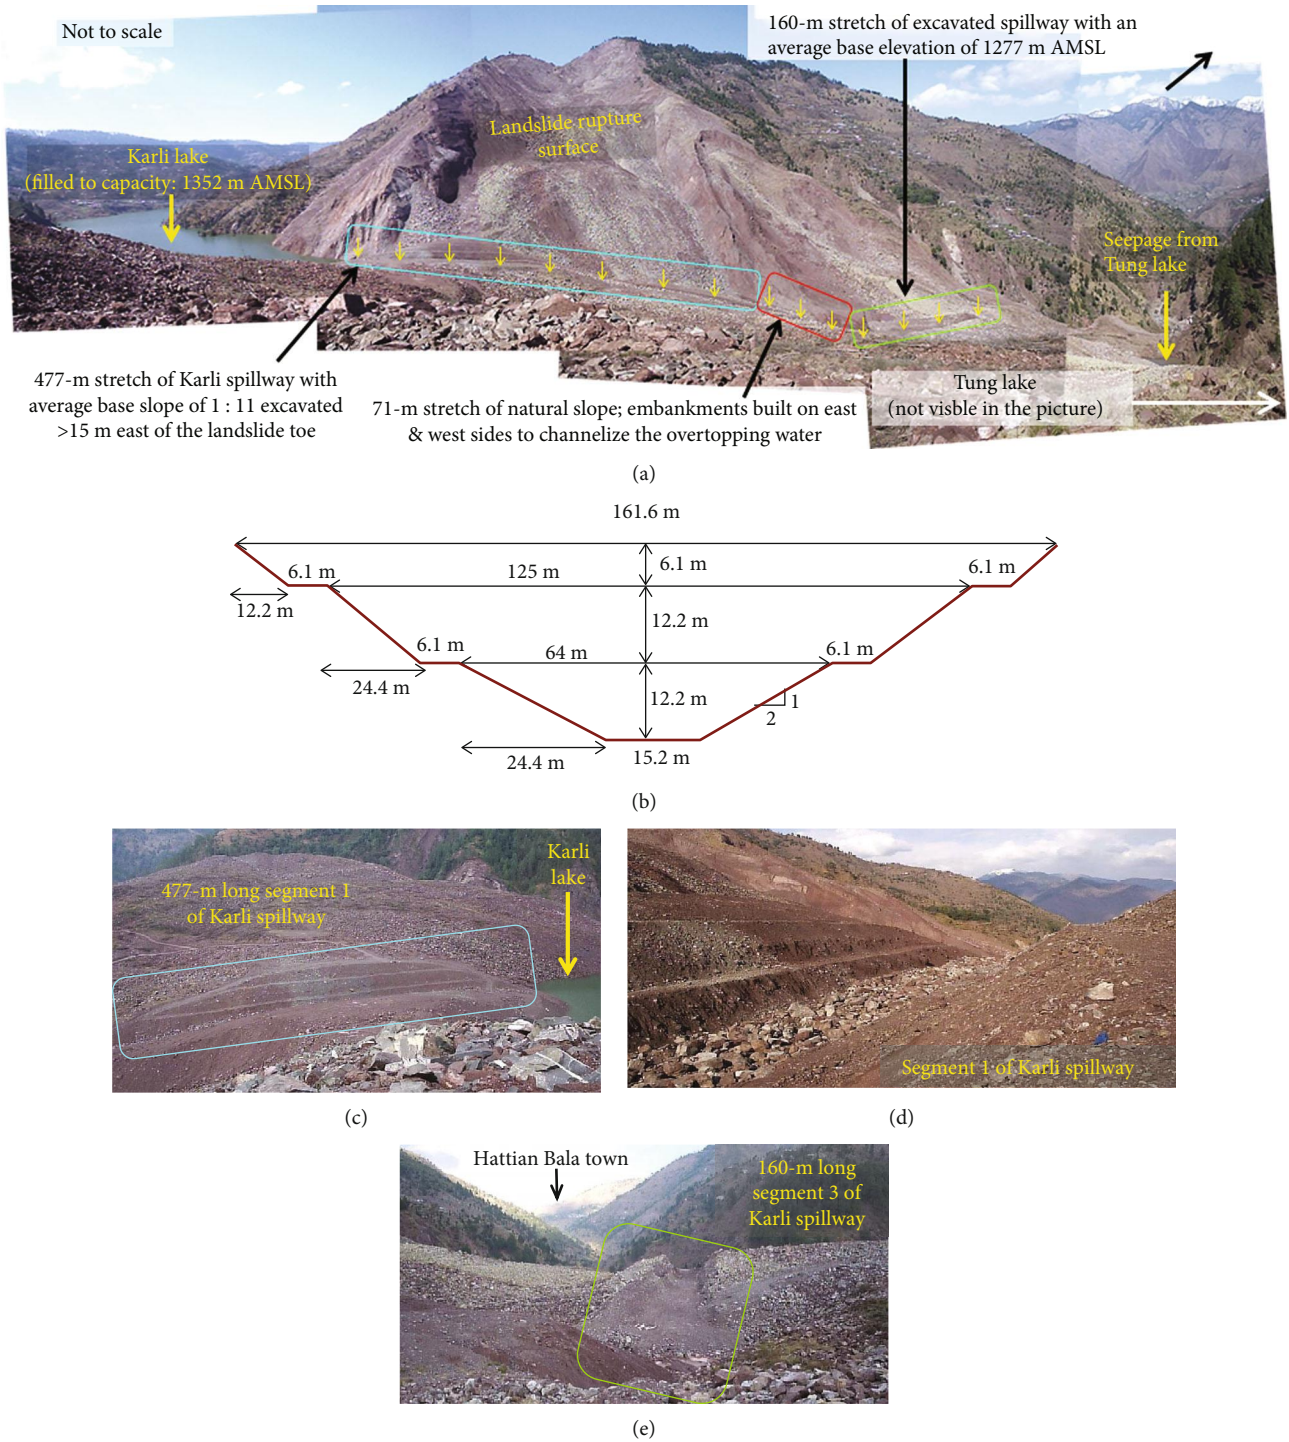 Not to scale
160-m stretch of excavated spillway with an
average base elevation of 1277 m AMSL
Landslide rupture
surface
Karli lake
(filled to capacity: 1352 m AMSL)
Seepage from
Tung lake
477-m stretch of Karli spillway with
average base slope of 1 : 11 excavated
>15 m east of the landslide toe
71-m stretch of natural slope; embankments built on east
& west sides to channelize the overtopping water
Tung lake
(not visble in the picture)
(a)
161.6 m
6.1 m
6.1 m
125 m
6.1 m
12.2 m
12.2 m
6.1 m
64 m
6.1 m
24.4 m
12.2 m
1
2
24.4 m
15.2 m
(b)
477-m long segment 1
of Karli spillway
Karli
lake
(c)
Segment 1 of Karli spillway
(d)
Hattian Bala town
160-m long
segment 3 of
Karli spillway
(e)